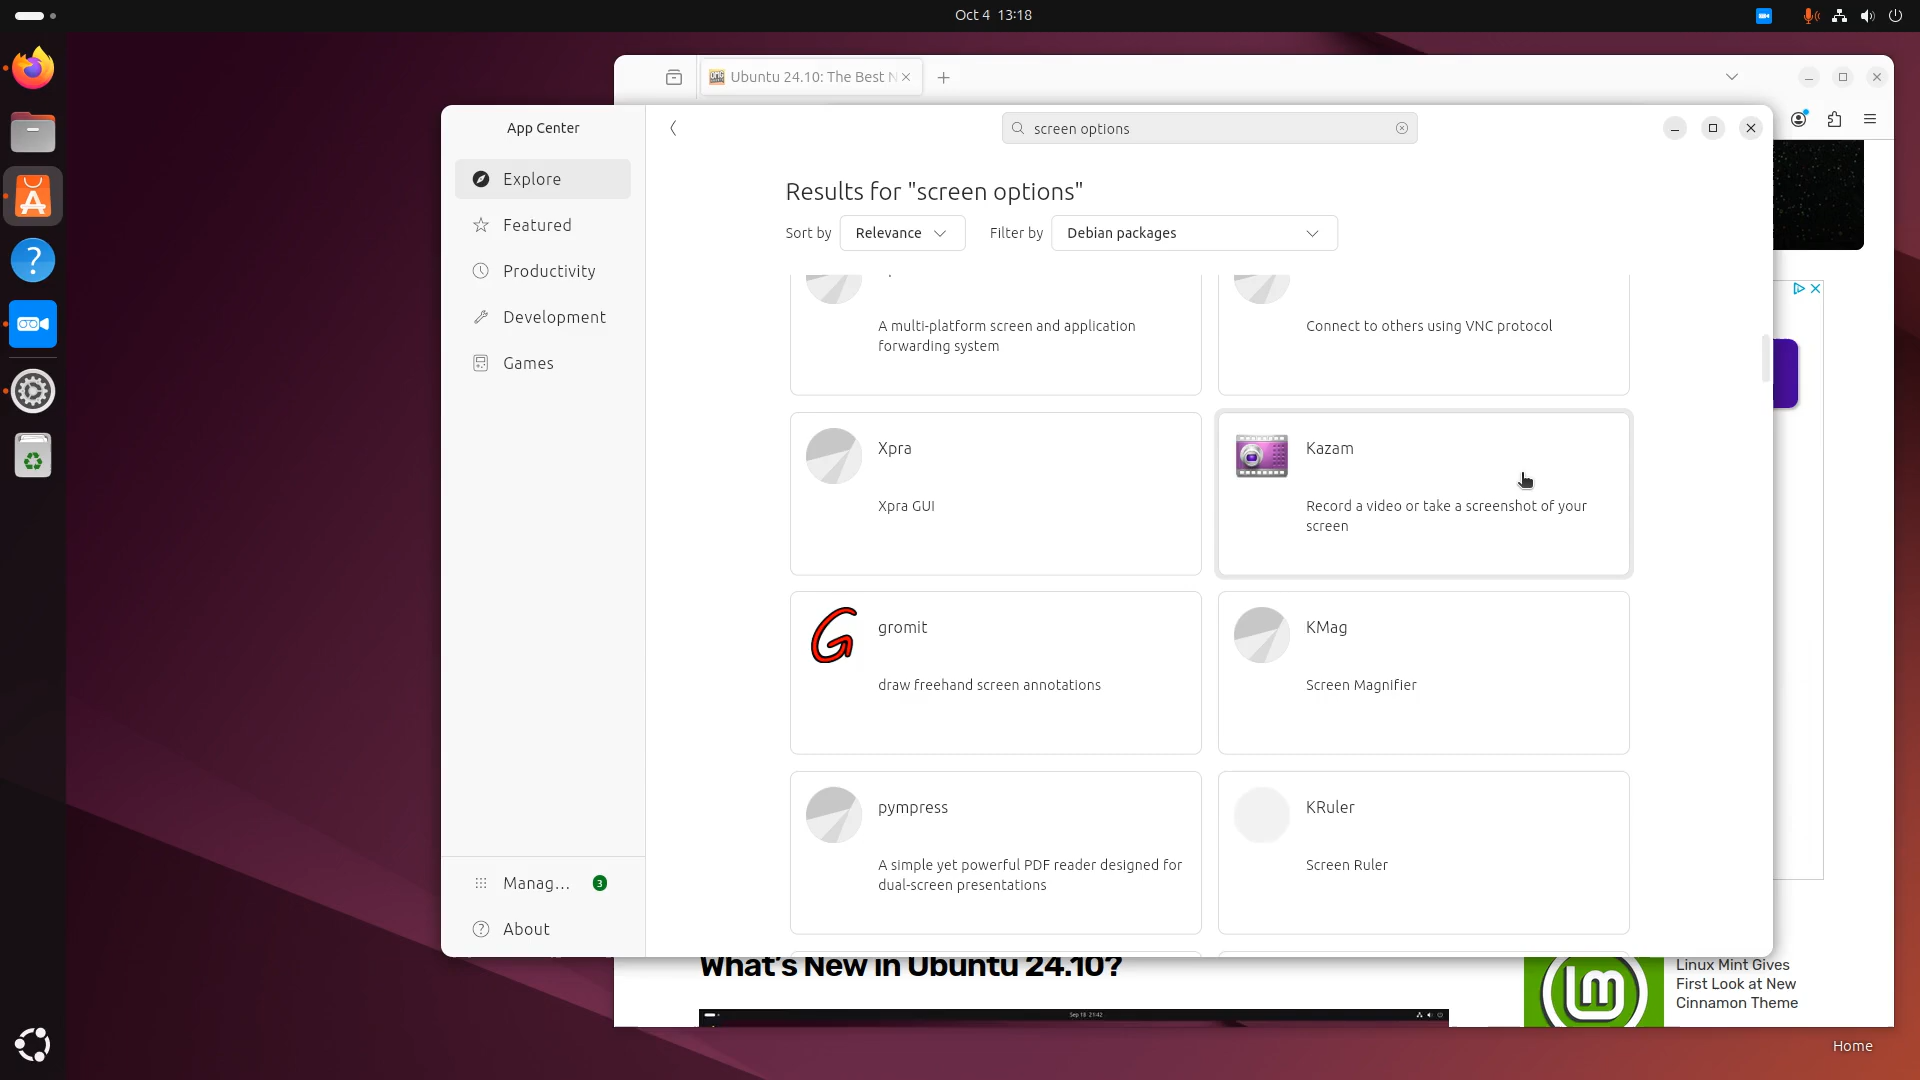 Oct 4 13:18
Ubuntu 24.10: The Best N
App Center
screen options
Explore
Featured
Productivity
Development
Games
Manag...
3
About
Results for "screen options"
Sort by
Relevance
Filter by
Debian packages
A multi-platform screen and application
forwarding system
Connect to others using VNC protocol
Xpra
Xpra GUI
Kazam
Record a video or take a screenshot of your
screen
gromit
draw freehand screen annotations
KMag
Screen Magnifier
pympress
A simple yet powerful PDF reader designed for
dual-screen presentations
KRuler
Screen Ruler
What's New in Ubuntu 24.10?
Linux Mint Gives
First Look at New
Cinnamon Theme
Home